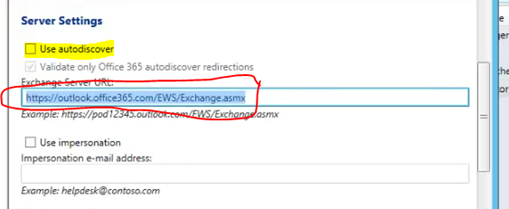 Server Settings
Use autodiscover
Validate only Office 365 autodiscover redirections
Exchange Server URL:
https://outlook.office365.com/EWS/Exchange.asmx
Example: https://pod12345.outlook.com/EWS/Exchange.asmx
Use impersonation
Impersonation e-mail address:
Example: helpdesk@contoso.com